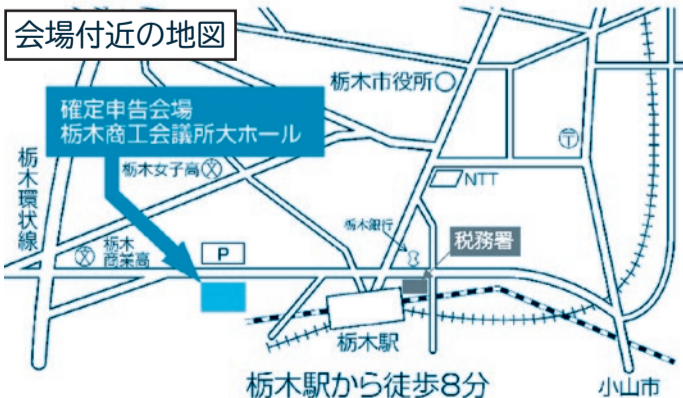 会場付近の地図
栃木市役所
確定申告会場
栃木商工会議所大ホール
栃木環状線
栃木女子高
NTT
栃木銀行
税務署
栃木
商業高
P
栃木駅
栃木駅から徒歩8分
小山市